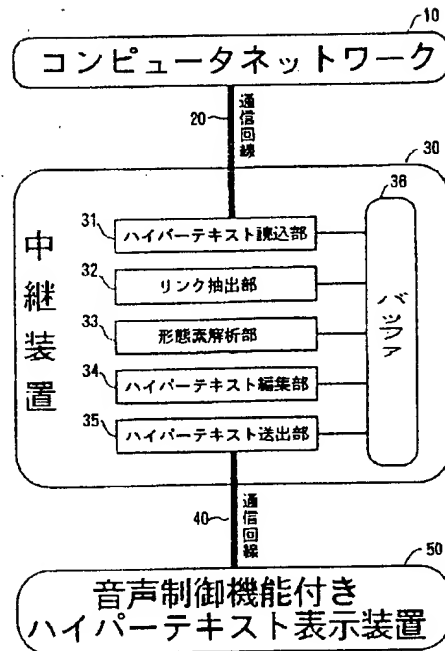 10
コンピュータネットワーク
20
通信回線
30
36
中継装置
31
ハイパーテキスト読込部
32
リンク抽出部
33
形態素解析部
34
ハイパーテキスト編集部
35
ハイパーテキスト送出部
バッファ
40
通信回線
50
音声制御機能付き
ハイパーテキスト表示装置